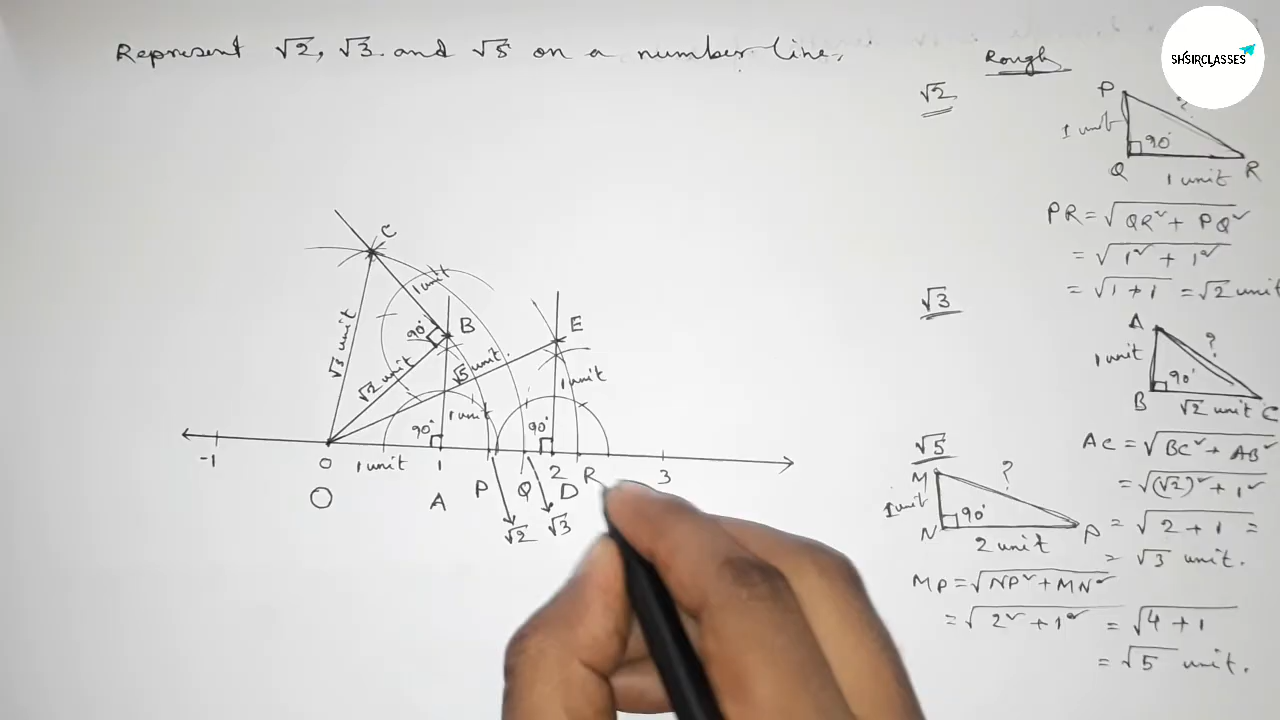 Represent √2, √3 and √5 on a number line.
Rough
SHSIRCLASSES
√2
P
?
1 unit
90°
Q
1 unit
R
PR = √QR² + PQ²
= √1² + 1²
= √1+1 = √2 unit
√3
A
?
1 unit
90°
B
√2 unit
C
AC = √BC² + AB²
= √(√2)² + 1²
= √2 + 1 =
= √3 unit.
√5
M
?
1 unit
90°
N
2 unit
P
MP = √NP² + MN²
= √2² + 1² = √4 + 1
= √5 unit.
C
1 unit
90°
B
√3 unit
√2 unit
√5 unit.
E
1 unit
1 unit
90°
90°
-1
0
1 unit
1
2
3
O
A
P
Q
D
R
√2
√3